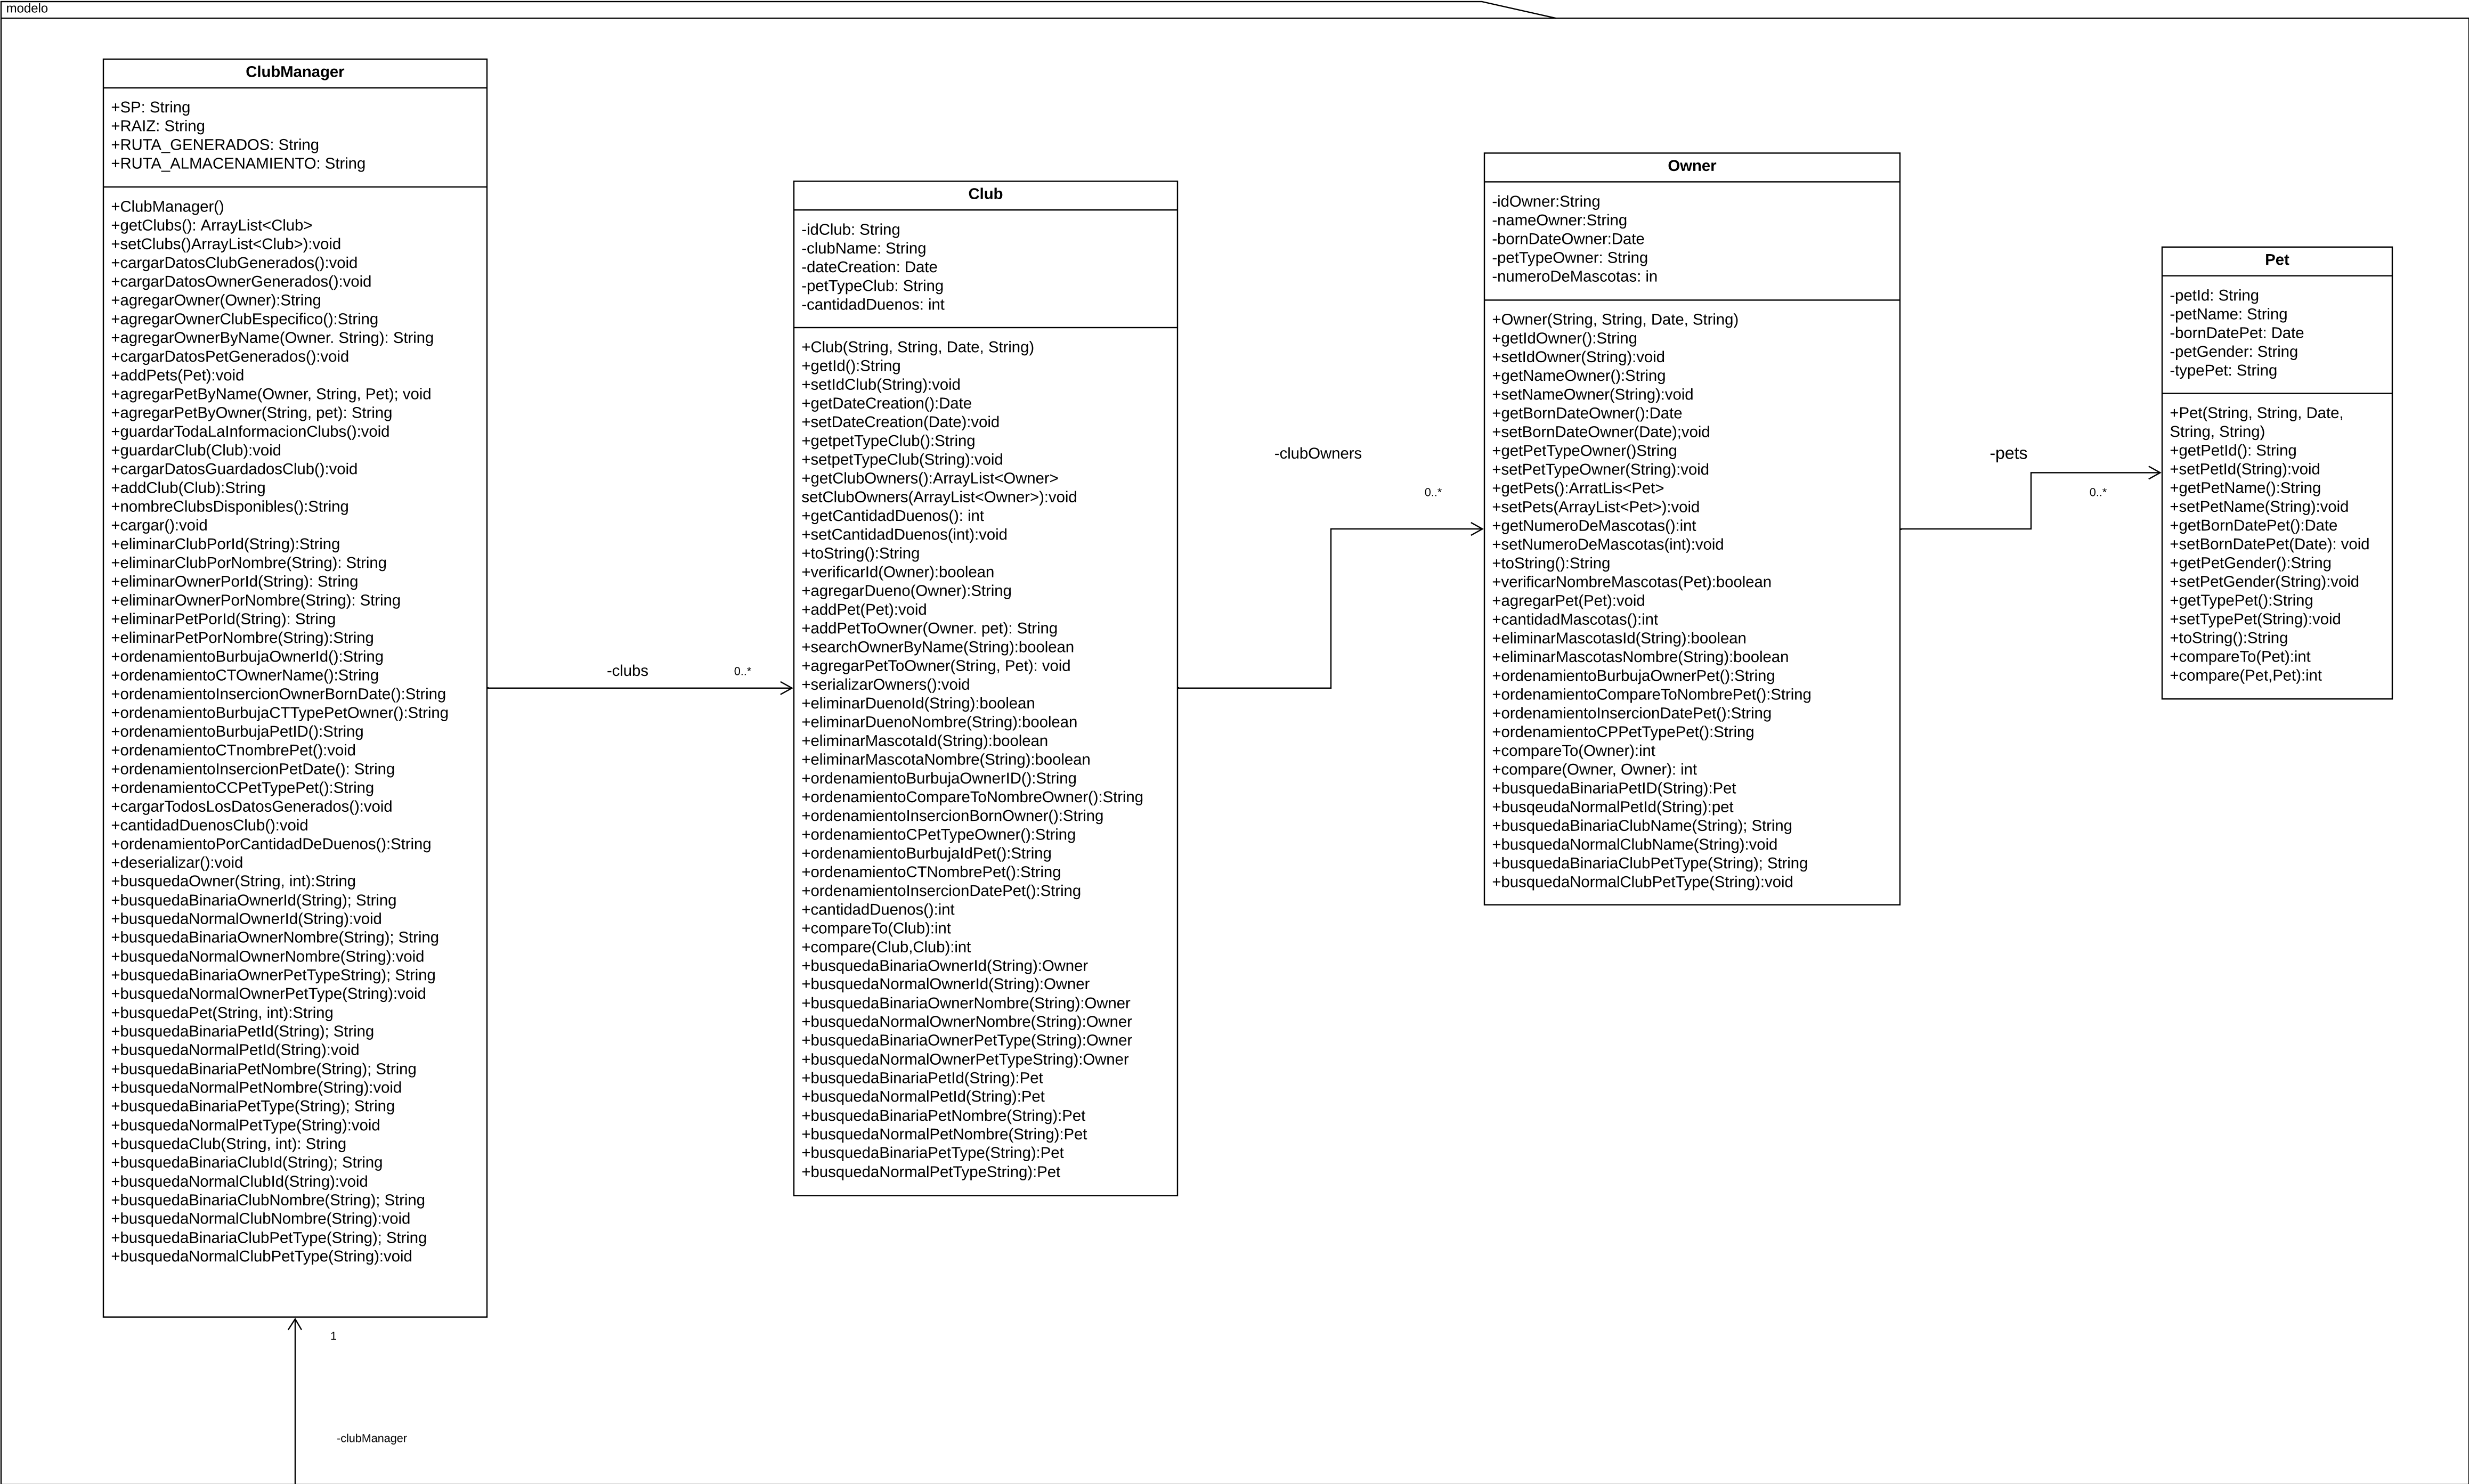 modelo
ClubManager
+SP: String
+RAIZ: String
+RUTA_GENERADOS: String
+RUTA_ALMACENAMIENTO: String
+ClubManager()
+getClubs(): ArrayList<Club>
+setClubs()ArrayList<Club>):void
+cargarDatosClubGenerados():void
+cargarDatosOwnerGenerados():void
+agregarOwner(Owner):String
+agregarOwnerClubEspecifico():String
+agregarOwnerByName(Owner. String): String
+cargarDatosPetGenerados():void
+addPets(Pet):void
+agregarPetByName(Owner, String, Pet); void
+agregarPetByOwner(String, pet): String
+guardarTodaLaInformacionClubs():void
+guardarClub(Club):void
+cargarDatosGuardadosClub():void
+addClub(Club):String
+nombreClubsDisponibles():String
+cargar():void
+eliminarClubPorId(String):String
+eliminarClubPorNombre(String): String
+eliminarOwnerPorId(String): String
+eliminarOwnerPorNombre(String): String
+eliminarPetPorId(String): String
+eliminarPetPorNombre(String):String
+ordenamientoBurbujaOwnerId():String
+ordenamientoCTOwnerName():String
+ordenamientoInsercionOwnerBornDate():String
+ordenamientoBurbujaCTTypePetOwner():String
+ordenamientoBurbujaPetID():String
+ordenamientoCTnombrePet():void
+ordenamientoInsercionPetDate(): String
+ordenamientoCCPetTypePet():String
+cargarTodosLosDatosGenerados():void
+cantidadDuenosClub():void
+ordenamientoPorCantidadDeDuenos():String
+deserializar():void
+busquedaOwner(String, int):String
+busquedaBinariaOwnerId(String); String
+busquedaNormalOwnerId(String):void
+busquedaBinariaOwnerNombre(String); String
+busquedaNormalOwnerNombre(String):void
+busquedaBinariaOwnerPetTypeString); String
+busquedaNormalOwnerPetType(String):void
+busquedaPet(String, int):String
+busquedaBinariaPetId(String); String
+busquedaNormalPetId(String):void
+busquedaBinariaPetNombre(String); String
+busquedaNormalPetNombre(String):void
+busquedaBinariaPetType(String); String
+busquedaNormalPetType(String):void
+busquedaClub(String, int): String
+busquedaBinariaClubId(String); String
+busquedaNormalClubId(String):void
+busquedaBinariaClubNombre(String); String
+busquedaNormalClubNombre(String):void
+busquedaBinariaClubPetType(String); String
+busquedaNormalClubPetType(String):void
1
-clubManager
-clubs
0..*
Club
-idClub: String
-clubName: String
-dateCreation: Date
-petTypeClub: String
-cantidadDuenos: int
+Club(String, String, Date, String)
+getId():String
+setIdClub(String):void
+getDateCreation():Date
+setDateCreation(Date):void
+getpetTypeClub():String
+setpetTypeClub(String):void
+getClubOwners():ArrayList<Owner>
setClubOwners(ArrayList<Owner>):void
+getCantidadDuenos(): int
+setCantidadDuenos(int):void
+toString():String
+verificarId(Owner):boolean
+agregarDueno(Owner):String
+addPet(Pet):void
+addPetToOwner(Owner. pet): String
+searchOwnerByName(String):boolean
+agregarPetToOwner(String, Pet): void
+serializarOwners():void
+eliminarDuenoId(String):boolean
+eliminarDuenoNombre(String):boolean
+eliminarMascotaId(String):boolean
+eliminarMascotaNombre(String):boolean
+ordenamientoBurbujaOwnerID():String
+ordenamientoCompareToNombreOwner():String
+ordenamientoInsercionBornOwner():String
+ordenamientoCPetTypeOwner():String
+ordenamientoBurbujaIdPet():String
+ordenamientoCTNombrePet():String
+ordenamientoInsercionDatePet():String
+cantidadDuenos():int
+compareTo(Club):int
+compare(Club,Club):int
+busquedaBinariaOwnerId(String):Owner
+busquedaNormalOwnerId(String):Owner
+busquedaBinariaOwnerNombre(String):Owner
+busquedaNormalOwnerNombre(String):Owner
+busquedaBinariaOwnerPetType(String):Owner
+busquedaNormalOwnerPetTypeString):Owner
+busquedaBinariaPetId(String):Pet
+busquedaNormalPetId(String):Pet
+busquedaBinariaPetNombre(String):Pet
+busquedaNormalPetNombre(String):Pet
+busquedaBinariaPetType(String):Pet
+busquedaNormalPetTypeString):Pet
-clubOwners
0..*
Owner
-idOwner:String
-nameOwner:String
-bornDateOwner:Date
-petTypeOwner: String
-numeroDeMascotas: in
+Owner(String, String, Date, String)
+getIdOwner():String
+setIdOwner(String):void
+getNameOwner():String
+setNameOwner(String):void
+getBornDateOwner():Date
+setBornDateOwner(Date);void
+getPetTypeOwner()String
+setPetTypeOwner(String):void
+getPets():ArratLis<Pet>
+setPets(ArrayList<Pet>):void
+getNumeroDeMascotas():int
+setNumeroDeMascotas(int):void
+toString():String
+verificarNombreMascotas(Pet):boolean
+agregarPet(Pet):void
+cantidadMascotas():int
+eliminarMascotasId(String):boolean
+eliminarMascotasNombre(String):boolean
+ordenamientoBurbujaOwnerPet():String
+ordenamientoCompareToNombrePet():String
+ordenamientoInsercionDatePet():String
+ordenamientoCPPetTypePet():String
+compareTo(Owner):int
+compare(Owner, Owner): int
+busquedaBinariaPetID(String):Pet
+busqeudaNormalPetId(String):pet
+busquedaBinariaClubName(String); String
+busquedaNormalClubName(String):void
+busquedaBinariaClubPetType(String); String
+busquedaNormalClubPetType(String):void
-pets
0..*
Pet
-petId: String
-petName: String
-bornDatePet: Date
-petGender: String
-typePet: String
+Pet(String, String, Date,
String, String)
+getPetId(): String
+setPetId(String):void
+getPetName():String
+setPetName(String):void
+getBornDatePet():Date
+setBornDatePet(Date): void
+getPetGender():String
+setPetGender(String):void
+getTypePet():String
+setTypePet(String):void
+toString():String
+compareTo(Pet):int
+compare(Pet,Pet):int